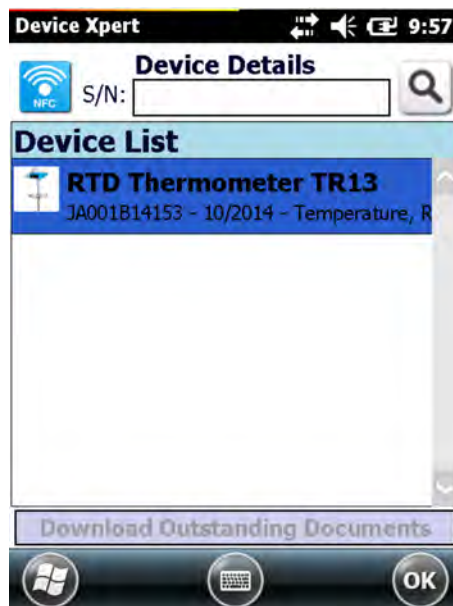 Device Xpert 9:57
Device Details
NFC
S/N:
Device List
RTD Thermometer TR13
JA001B14153 - 10/2014 - Temperature, R
Download Outstanding Documents
OK